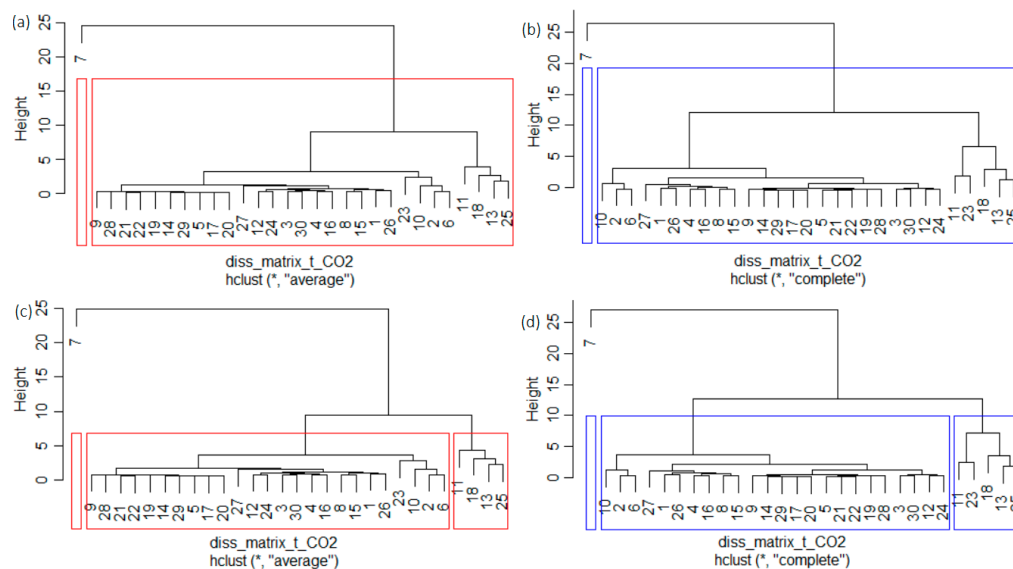 (a)
Height
25
20
15
10
5
0
7
9 28 21 22 19 14 29 5 17 20 27 12 24 3 30 4 16 8 15 1 26 23 10 2 6 11 18 13 25
diss_matrix_t_CO2
hclust (*, "average")
(b)
Height
25
20
15
10
5
0
7
10 2 6 27 1 26 4 16 8 15 9 14 29 17 20 5 21 22 19 28 3 30 12 24 11 23 18 13 25
diss_matrix_t_CO2
hclust (*, "complete")
(c)
Height
25
20
15
10
5
0
7
9 28 21 22 19 14 29 5 17 20 27 12 24 3 30 4 16 8 15 1 26 23 10 2 6 11 18 13 25
diss_matrix_t_CO2
hclust (*, "average")
(d)
Height
25
20
15
10
5
0
7
10 2 6 27 1 26 4 16 8 15 9 14 29 17 20 5 21 22 19 28 3 30 12 24 11 23 18 13 25
diss_matrix_t_CO2
hclust (*, "complete")